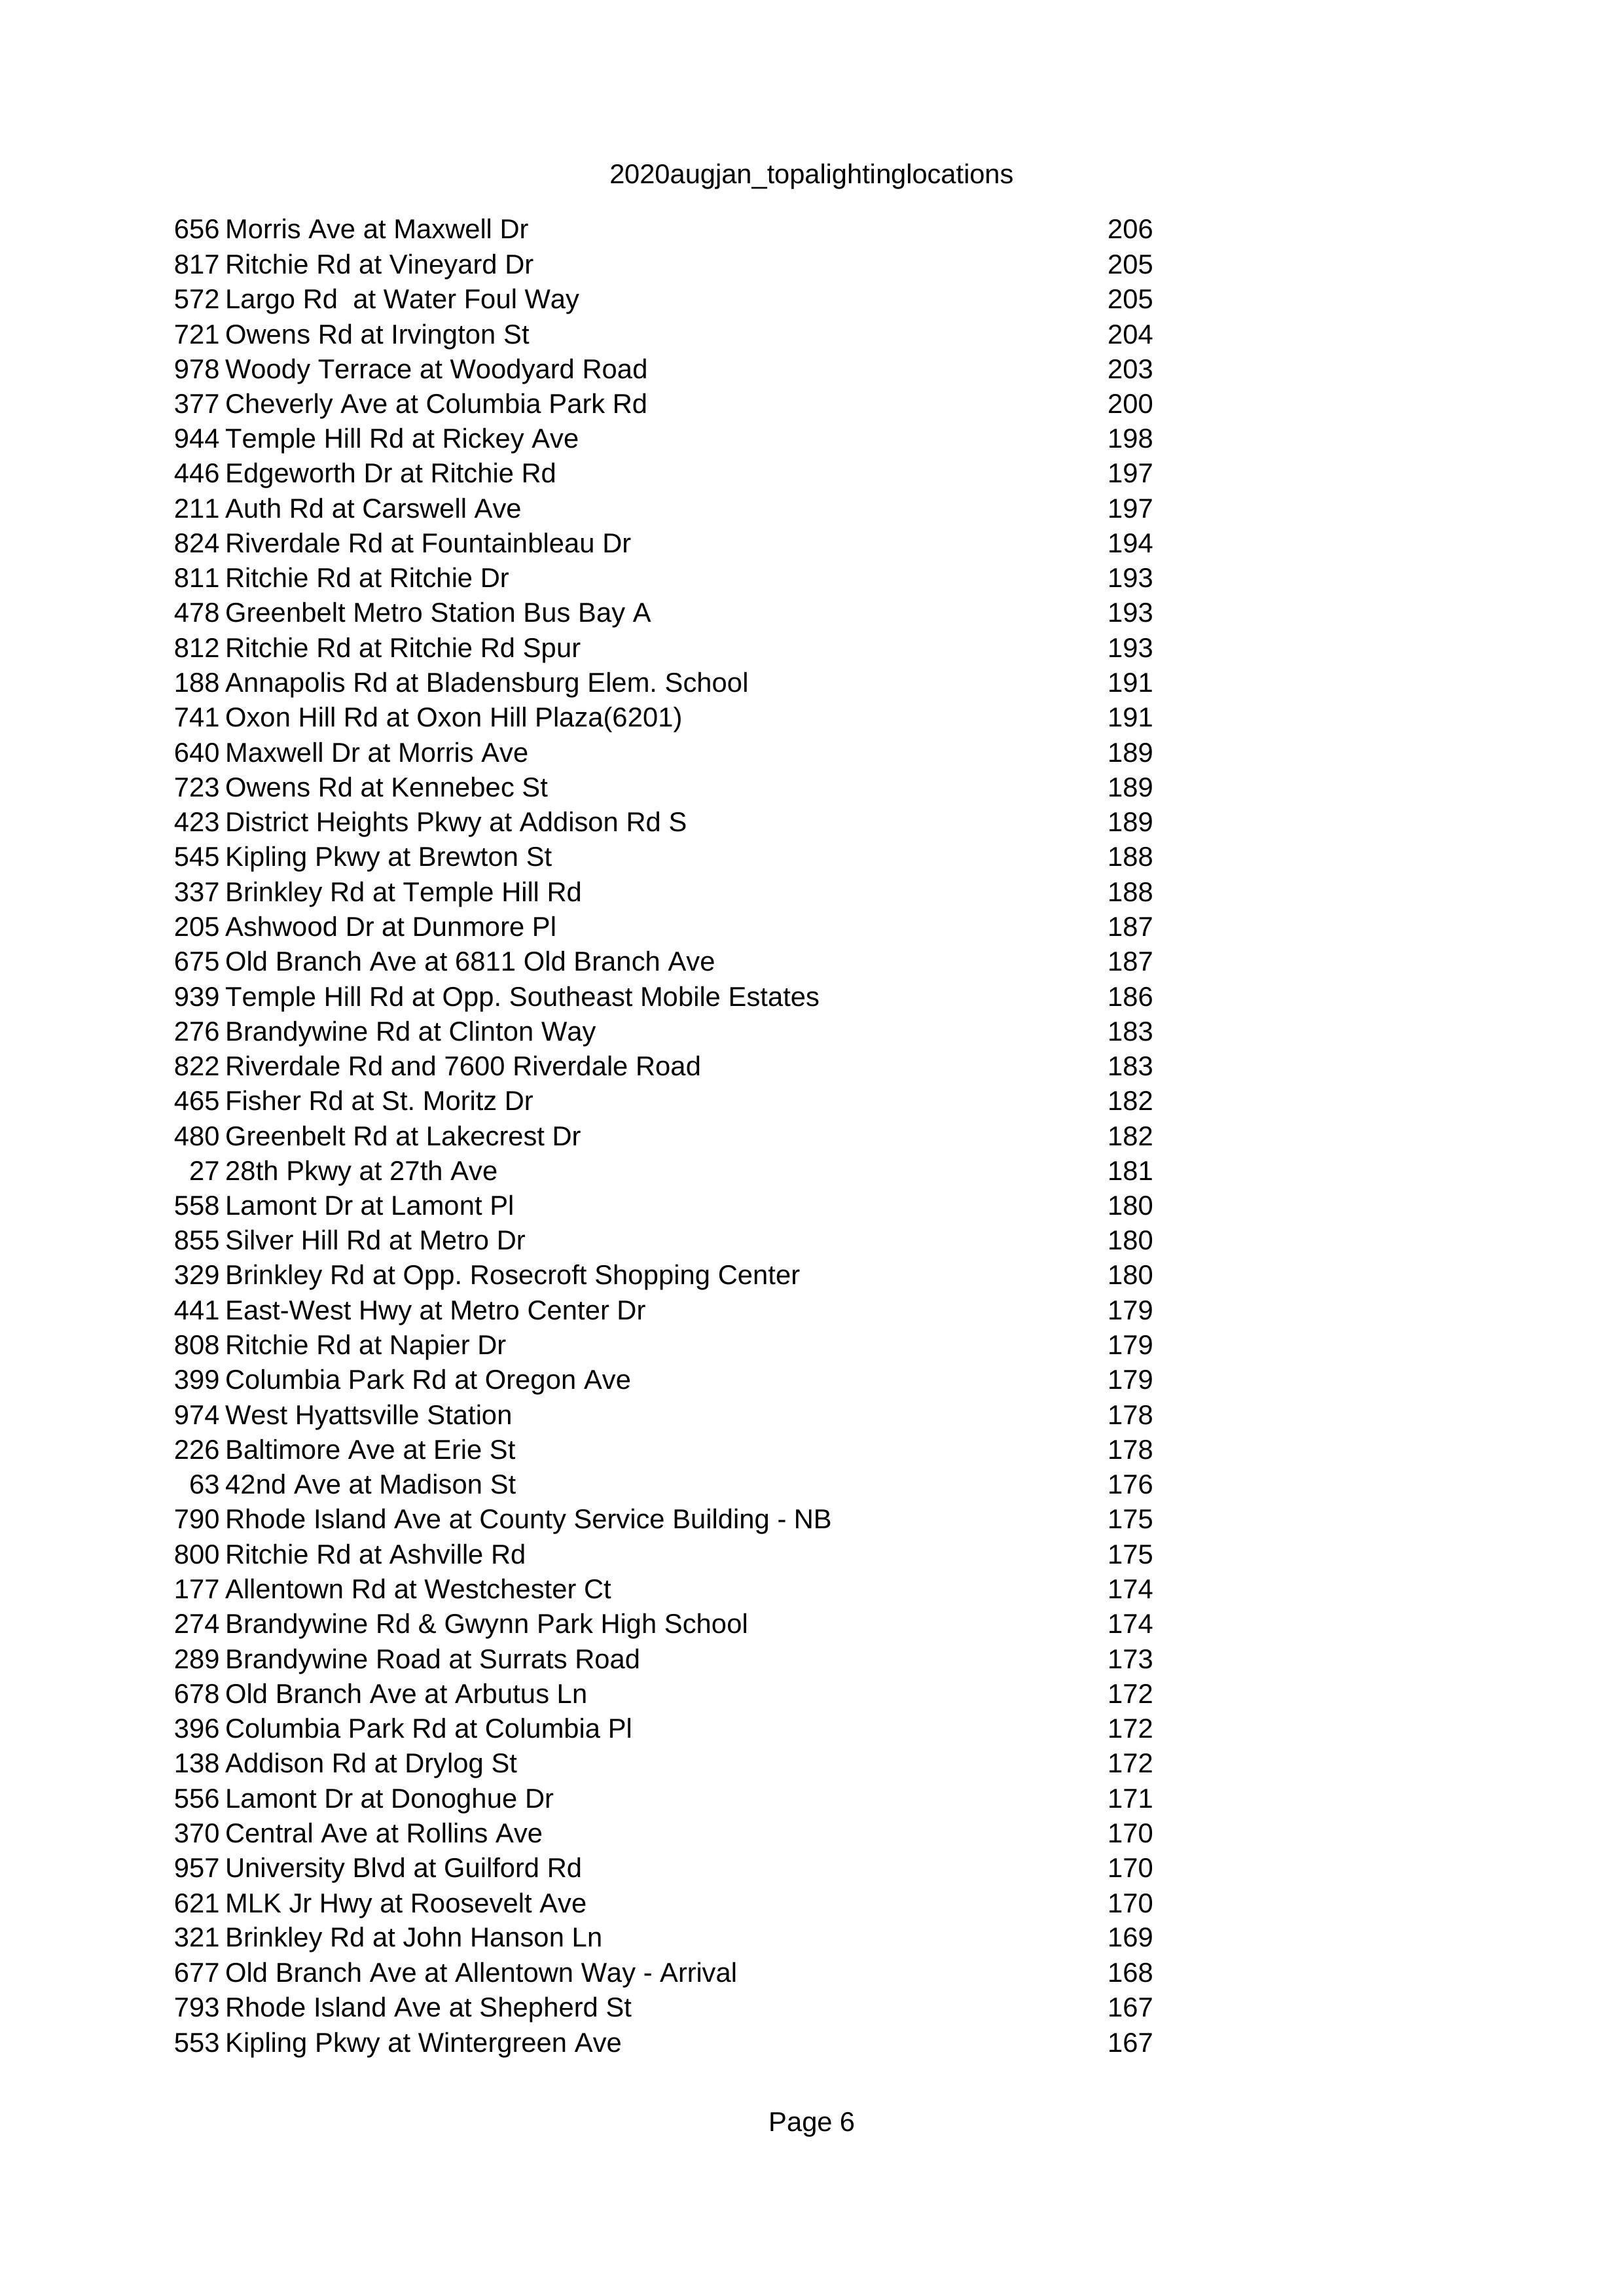 2020augjan_topalightinglocations
656 Morris Ave at Maxwell Dr 206
817 Ritchie Rd at Vineyard Dr 205
572 Largo Rd  at Water Foul Way 205
721 Owens Rd at Irvington St 204
978 Woody Terrace at Woodyard Road 203
377 Cheverly Ave at Columbia Park Rd 200
944 Temple Hill Rd at Rickey Ave 198
446 Edgeworth Dr at Ritchie Rd 197
211 Auth Rd at Carswell Ave 197
824 Riverdale Rd at Fountainbleau Dr 194
811 Ritchie Rd at Ritchie Dr 193
478 Greenbelt Metro Station Bus Bay A 193
812 Ritchie Rd at Ritchie Rd Spur 193
188 Annapolis Rd at Bladensburg Elem. School 191
741 Oxon Hill Rd at Oxon Hill Plaza(6201) 191
640 Maxwell Dr at Morris Ave 189
723 Owens Rd at Kennebec St 189
423 District Heights Pkwy at Addison Rd S 189
545 Kipling Pkwy at Brewton St 188
337 Brinkley Rd at Temple Hill Rd 188
205 Ashwood Dr at Dunmore Pl 187
675 Old Branch Ave at 6811 Old Branch Ave 187
939 Temple Hill Rd at Opp. Southeast Mobile Estates 186
276 Brandywine Rd at Clinton Way 183
822 Riverdale Rd and 7600 Riverdale Road 183
465 Fisher Rd at St. Moritz Dr 182
480 Greenbelt Rd at Lakecrest Dr 182
27 28th Pkwy at 27th Ave 181
558 Lamont Dr at Lamont Pl 180
855 Silver Hill Rd at Metro Dr 180
329 Brinkley Rd at Opp. Rosecroft Shopping Center 180
441 East-West Hwy at Metro Center Dr 179
808 Ritchie Rd at Napier Dr 179
399 Columbia Park Rd at Oregon Ave 179
974 West Hyattsville Station 178
226 Baltimore Ave at Erie St 178
63 42nd Ave at Madison St 176
790 Rhode Island Ave at County Service Building - NB 175
800 Ritchie Rd at Ashville Rd 175
177 Allentown Rd at Westchester Ct 174
274 Brandywine Rd & Gwynn Park High School 174
289 Brandywine Road at Surrats Road 173
678 Old Branch Ave at Arbutus Ln 172
396 Columbia Park Rd at Columbia Pl 172
138 Addison Rd at Drylog St 172
556 Lamont Dr at Donoghue Dr 171
370 Central Ave at Rollins Ave 170
957 University Blvd at Guilford Rd 170
621 MLK Jr Hwy at Roosevelt Ave 170
321 Brinkley Rd at John Hanson Ln 169
677 Old Branch Ave at Allentown Way - Arrival 168
793 Rhode Island Ave at Shepherd St 167
553 Kipling Pkwy at Wintergreen Ave 167
Page 6